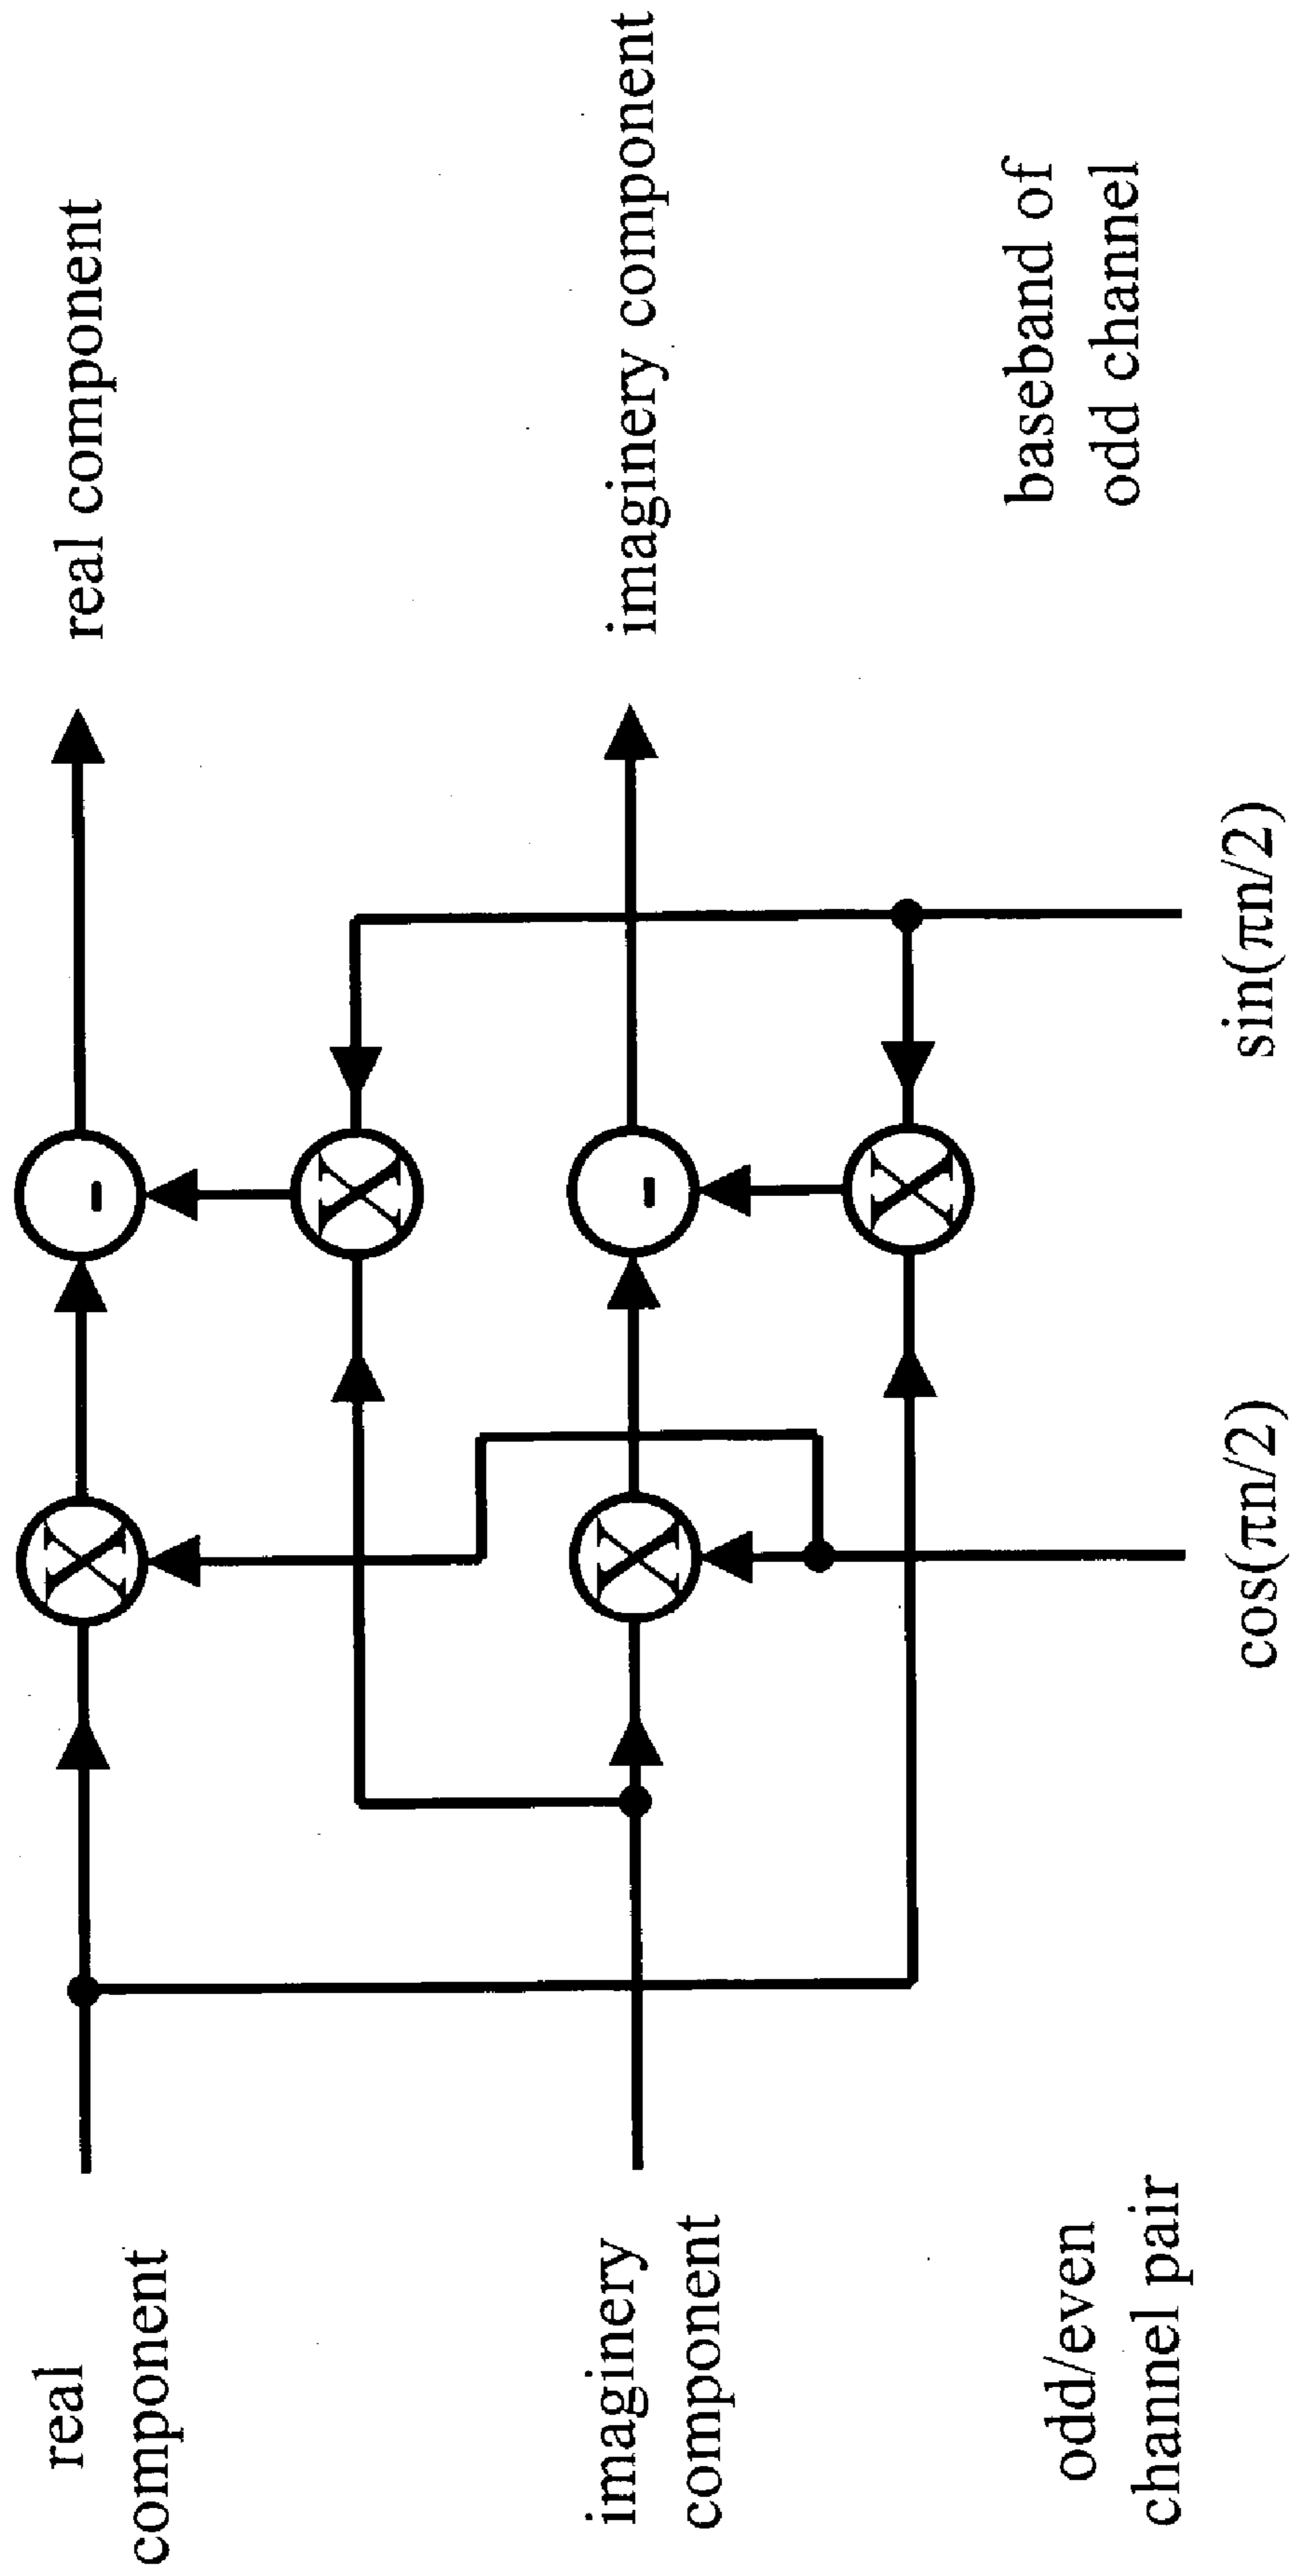 real
component
real component
imaginery
component
imaginery component
odd/even
channel pair
baseband of
odd channel
cos(πn/2)
sin(πn/2)
X
-
X
X
-
X